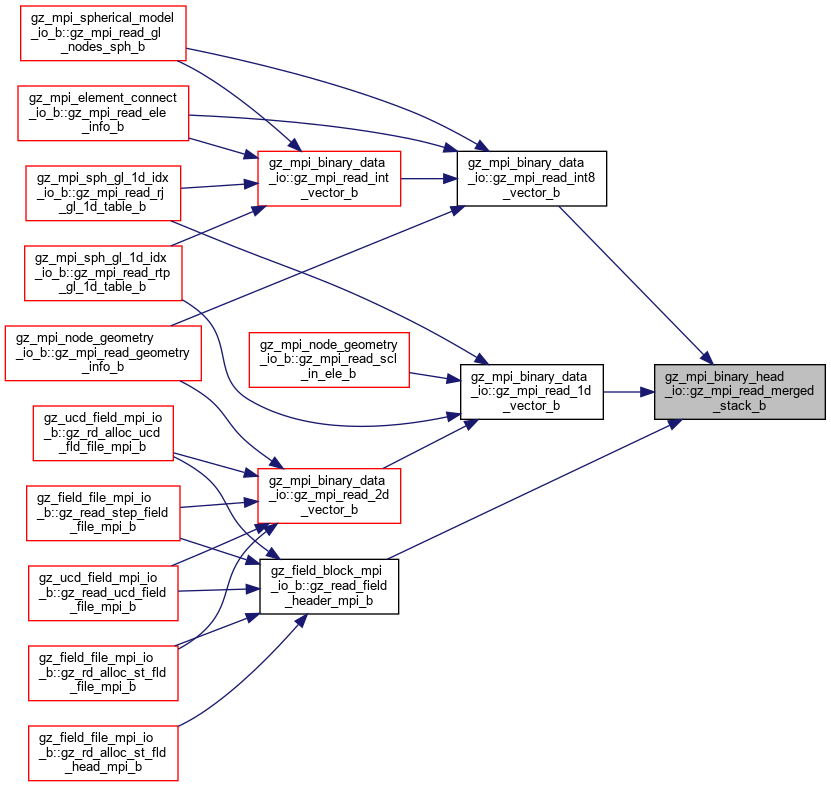 gz_mpi_spherical_model
_io_b::gz_mpi_read_gl
_nodes_sph_b
gz_mpi_element_connect
_io_b::gz_mpi_read_ele
_info_b
gz_mpi_sph_gl_1d_idx
_io_b::gz_mpi_read_rj
_gl_1d_table_b
gz_mpi_sph_gl_1d_idx
_io_b::gz_mpi_read_rtp
_gl_1d_table_b
gz_mpi_node_geometry
_io_b::gz_mpi_read_geometry
_info_b
gz_ucd_field_mpi_io
_b::gz_rd_alloc_ucd
_fld_file_mpi_b
gz_field_file_mpi_io
_b::gz_read_step_field
_file_mpi_b
gz_ucd_field_mpi_io
_b::gz_read_ucd_field
_file_mpi_b
gz_field_file_mpi_io
_b::gz_rd_alloc_st_fld
_file_mpi_b
gz_field_file_mpi_io
_b::gz_rd_alloc_st_fld
_head_mpi_b
gz_mpi_binary_data
_io::gz_mpi_read_int
_vector_b
gz_mpi_node_geometry
_io_b::gz_mpi_read_scl
_in_ele_b
gz_mpi_binary_data
_io::gz_mpi_read_2d
_vector_b
gz_field_block_mpi
_io_b::gz_read_field
_header_mpi_b
gz_mpi_binary_data
_io::gz_mpi_read_int8
_vector_b
gz_mpi_binary_data
_io::gz_mpi_read_1d
_vector_b
gz_mpi_binary_head
_io::gz_mpi_read_merged
_stack_b